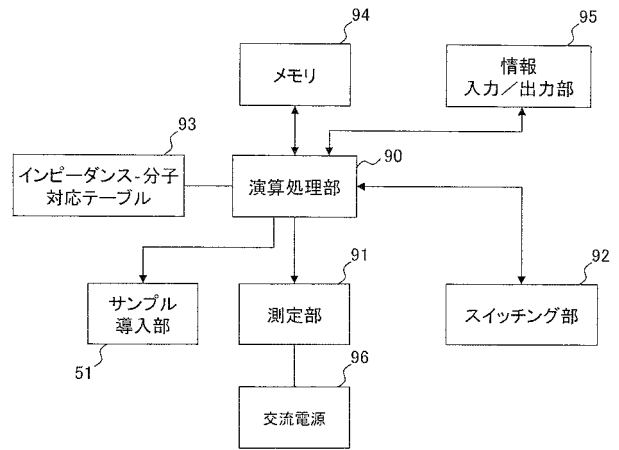 94
メモリ
95
情報
入力／出力部
93
インピーダンス-分子
対応テーブル
90
演算処理部
91
測定部
92
スイッチング部
サンプル
導入部
51
96
交流電源